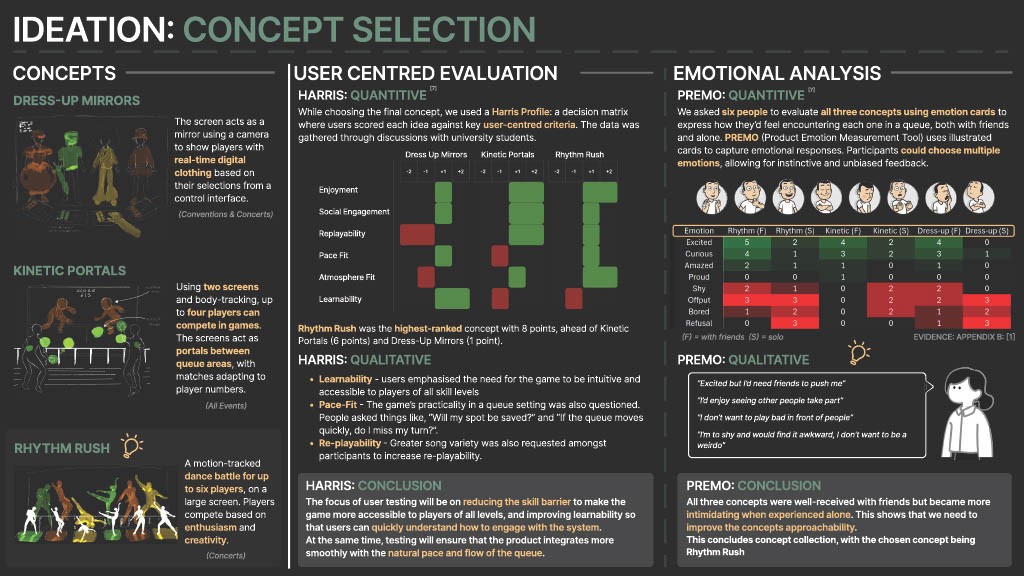 IDEATION: CONCEPT SELECTION
CONCEPTS
DRESS-UP MIRRORS
The screen acts as a
mirror using a camera
to show players with
real-time digital
clothing based on
their selections from a
control interface.
(Conventions & Concerts)
KINETIC PORTALS
Using two screens
and body-tracking, up
to four players can
compete in games.
The screens act as
portals between
queue areas, with
matches adapting to
player numbers.
(All Events)
RHYTHM RUSH
A motion-tracked
dance battle for up
to six players, on a
large screen. Players
compete based on
enthusiasm and
creativity.
(Concerts)
USER CENTRED EVALUATION
HARRIS: QUANTITIVE [7]
While choosing the final concept, we used a Harris Profile: a decision matrix
where users scored each idea against key user-centred criteria. The data was
gathered through discussions with university students.
Dress Up Mirrors Kinetic Portals Rhythm Rush
-2 -1 +1 +2 -2 -1 +1 +2 -2 -1 +1 +2
Enjoyment
Social Engagement
Replayability
Pace Fit
Atmosphere Fit
Learnability
Rhythm Rush was the highest-ranked concept with 8 points, ahead of Kinetic
Portals (6 points) and Dress-Up Mirrors (1 point).
HARRIS: QUALITATIVE
• Learnability - users emphasised the need for the game to be intuitive and
accessible to players of all skill levels
• Pace-Fit - The game's practicality in a queue setting was also questioned.
People asked things like, "Will my spot be saved?" and "If the queue moves
quickly, do I miss my turn?".
• Re-playability - Greater song variety was also requested amongst
participants to increase re-playability.
HARRIS: CONCLUSION
The focus of user testing will be on reducing the skill barrier to make the
game more accessible to players of all levels, and improving learnability so
that users can quickly understand how to engage with the system.
At the same time, testing will ensure that the product integrates more
smoothly with the natural pace and flow of the queue.
EMOTIONAL ANALYSIS
PREMO: QUANTITIVE [7]
We asked six people to evaluate all three concepts using emotion cards to
express how they'd feel encountering each one in a queue, both with friends
and alone. PREMO (Product Emotion Measurement Tool) uses illustrated
cards to capture emotional responses. Participants could choose multiple
emotions, allowing for instinctive and unbiased feedback.
Emotion Rhythm (F) Rhythm (S) Kinetic (F) Kinetic (S) Dress-up (F) Dress-up (S)
Excited 5 2 4 2 4 0
Curious 4 1 3 2 3 1
Amazed 2 1 1 0 1 0
Proud 0 0 1 0 0 0
Shy 2 1 0 2 2 0
Offput 3 3 0 2 2 3
Bored 1 2 0 2 1 2
Refusal 0 3 0 0 1 3
(F) = with friends (S) = solo
EVIDENCE: APPENDIX B: [1]
PREMO: QUALITATIVE
"Excited but I'd need friends to push me"
"I'd enjoy seeing other people take part"
"I don't want to play bad in front of people"
"I'm to shy and would find it awkward, I don't want to be a
weirdo"
PREMO: CONCLUSION
All three concepts were well-received with friends but became more
intimidating when experienced alone. This shows that we need to
improve the concepts approachability.
This concludes concept collection, with the chosen concept being
Rhythm Rush